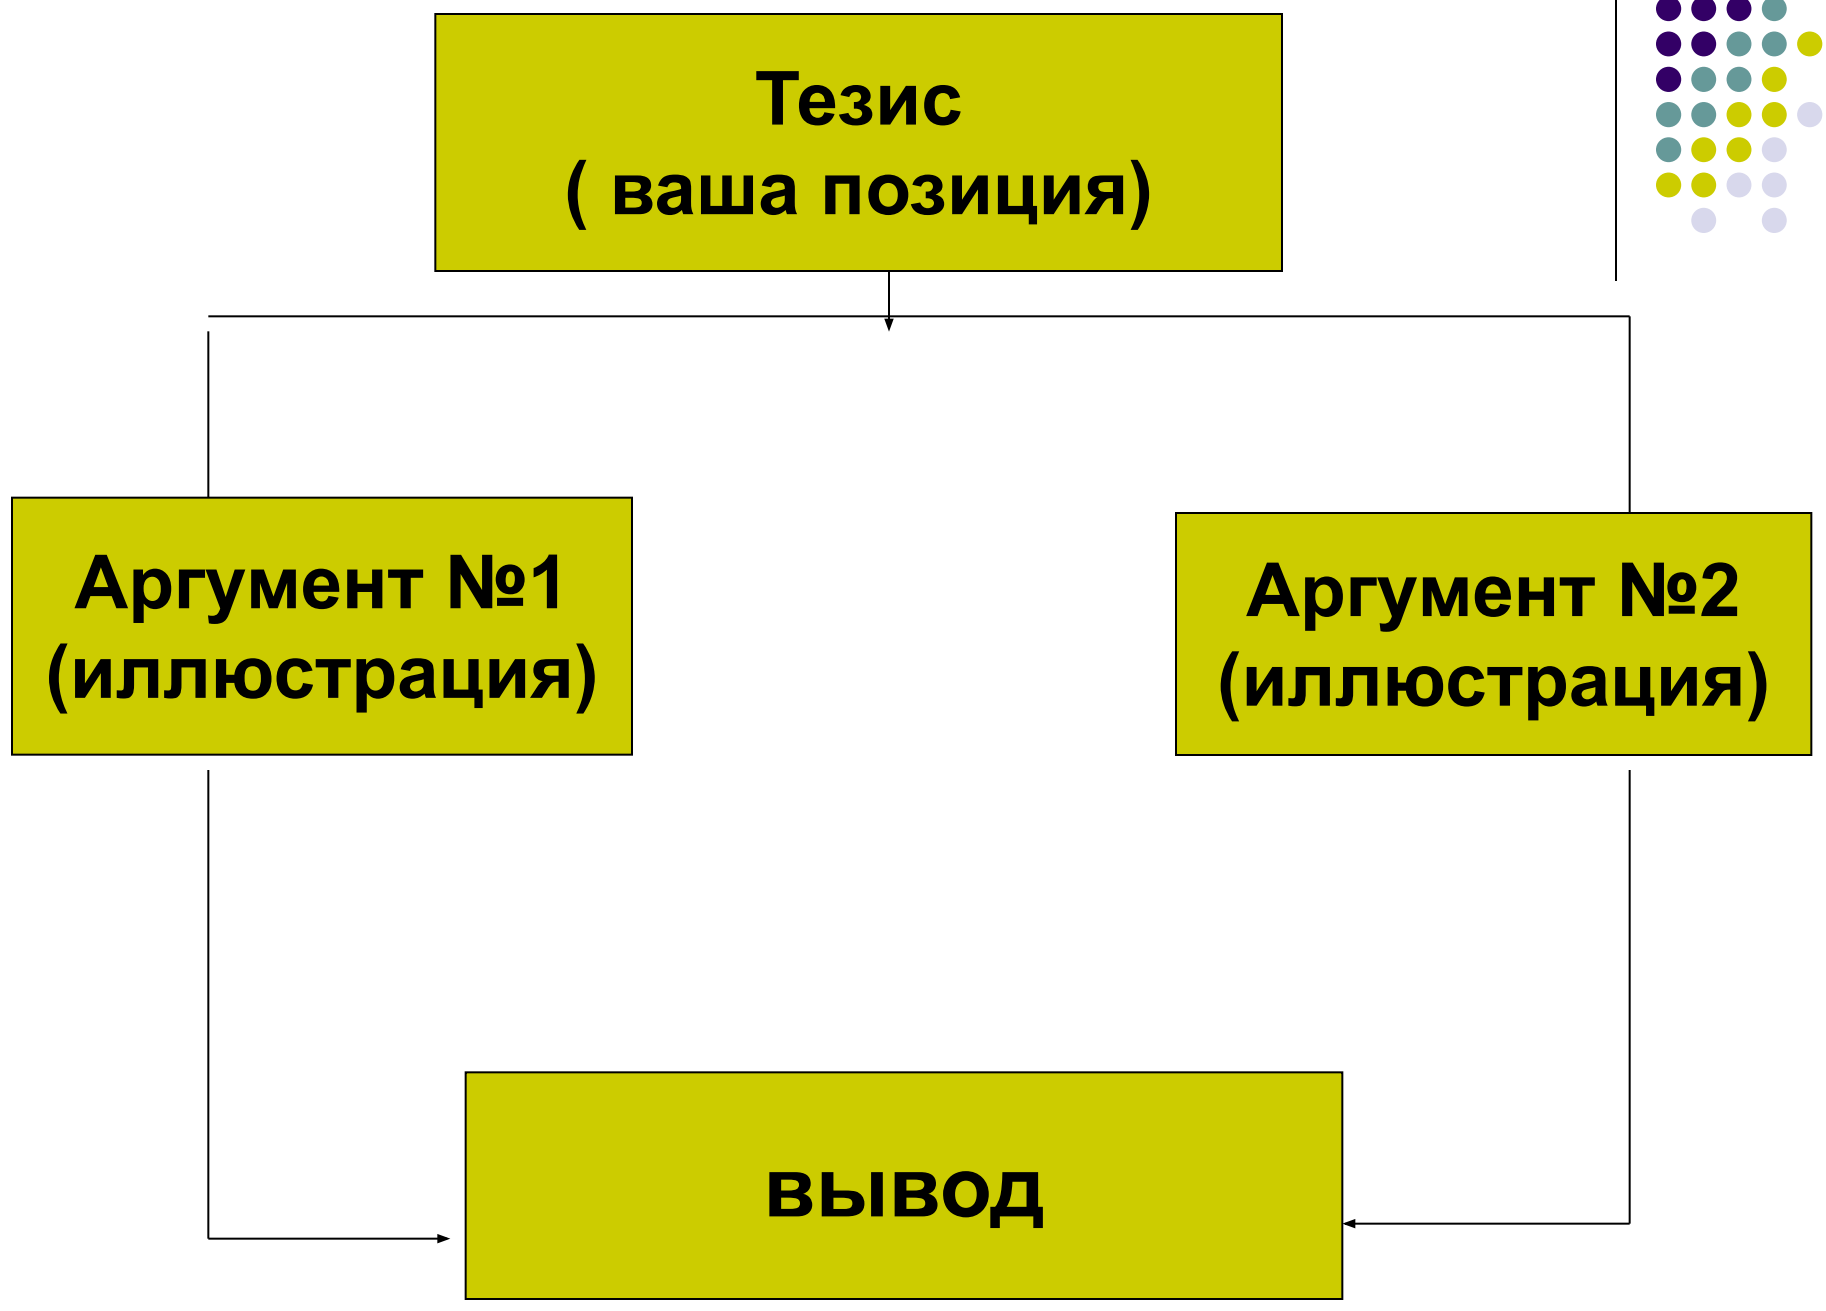 Тезис
( ваша позиция)
Аргумент №1
(иллюстрация)
Аргумент №2
(иллюстрация)
вывод